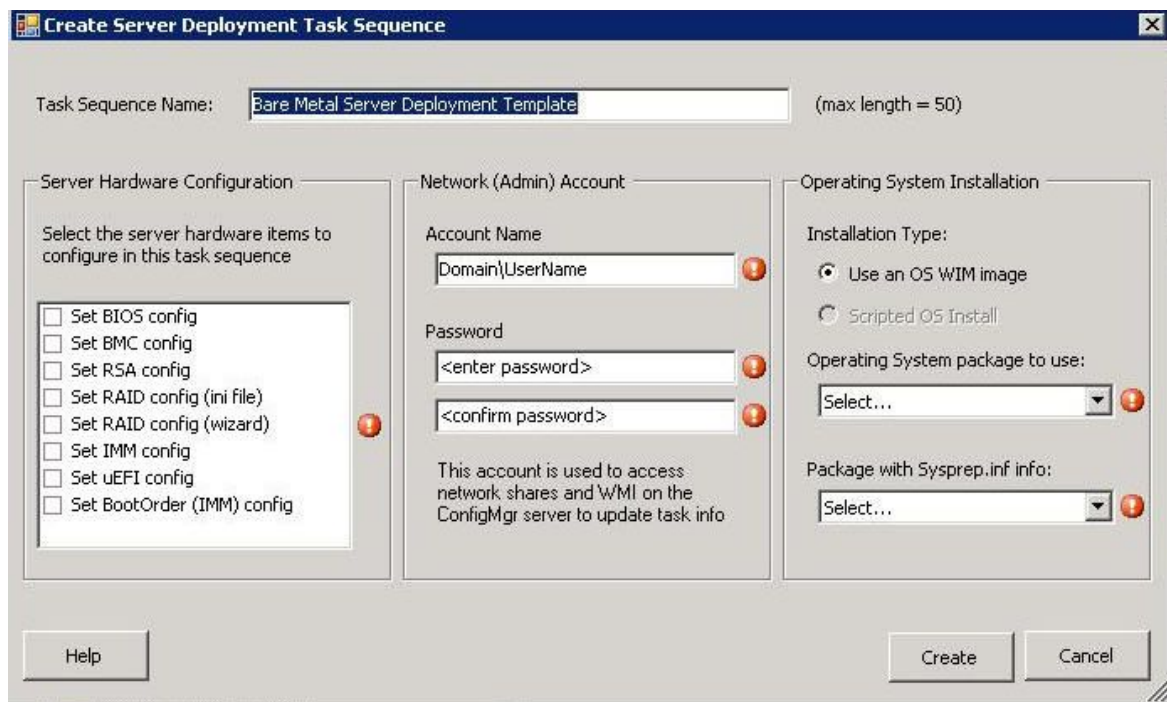 Create Server Deployment Task Sequence
Task Sequence Name:
Bare Metal Server Deployment Template
(max length = 50)
Server Hardware Configuration
Select the server hardware items to
configure in this task sequence
Set BIOS config
Set BMC config
Set RSA config
Set RAID config (ini file)
Set RAID config (wizard)
Set IMM config
Set uEFI config
Set BootOrder (IMM) config
Network (Admin) Account
Account Name
Domain\UserName
Password
<enter password>
<confirm password>
This account is used to access
network shares and WMI on the
ConfigMgr server to update task info
Operating System Installation
Installation Type:
Use an OS WIM image
Scripted OS Install
Operating System package to use:
Select...
Package with Sysprep.inf info:
Select...
Help
Create
Cancel